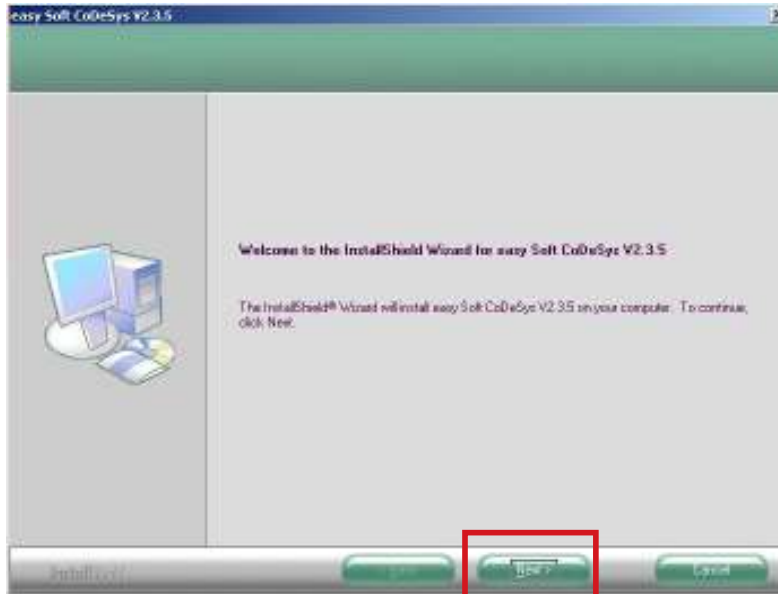 easy Soft CoDeSys V2.3.5
Welcome to the InstallShield Wizard for easy Soft CoDeSys V2.3.5
The InstallShield® Wizard will install easy Soft CoDeSys V2.3.5 on your computer. To continue,
click Next.
InstallShield
Next >
Cancel